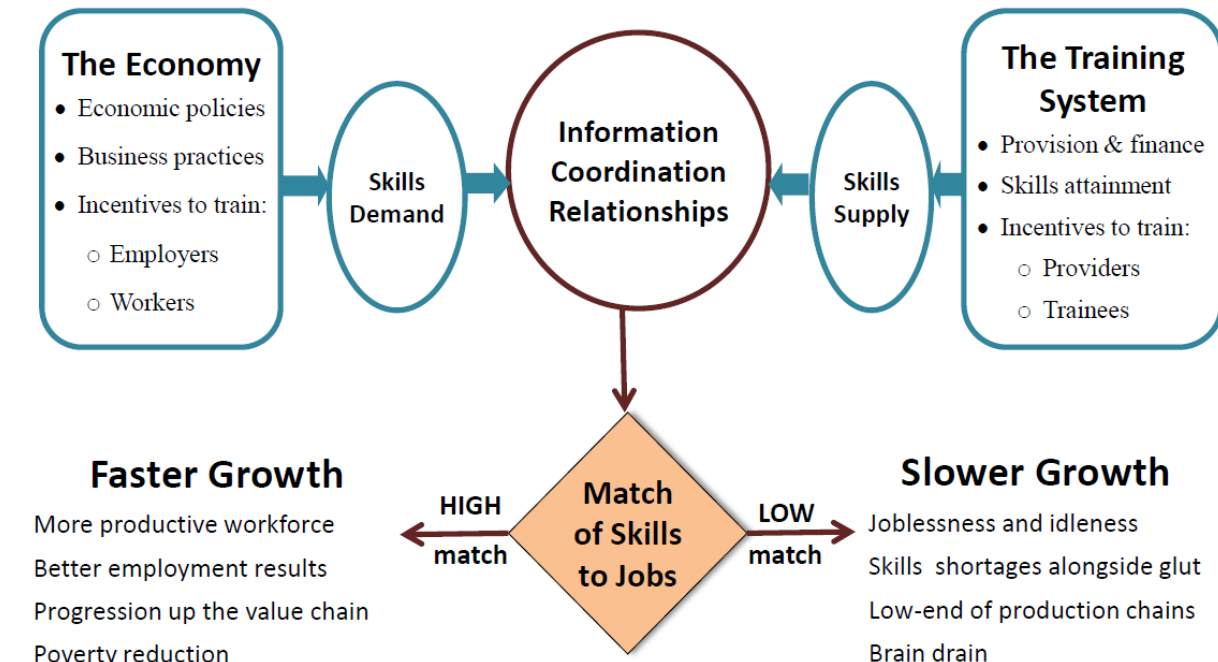 The Economy
• Economic policies
• Business practices
• Incentives to train:
○ Employers
○ Workers
Skills
Demand
Information
Coordination
Relationships
Skills
Supply
The Training
System
• Provision & finance
• Skills attainment
• Incentives to train:
○ Providers
○ Trainees
Faster Growth
More productive workforce
Better employment results
Progression up the value chain
Poverty reduction
HIGH
match
Match
of Skills
to Jobs
LOW
match
Slower Growth
Joblessness and idleness
Skills shortages alongside glut
Low-end of production chains
Brain drain